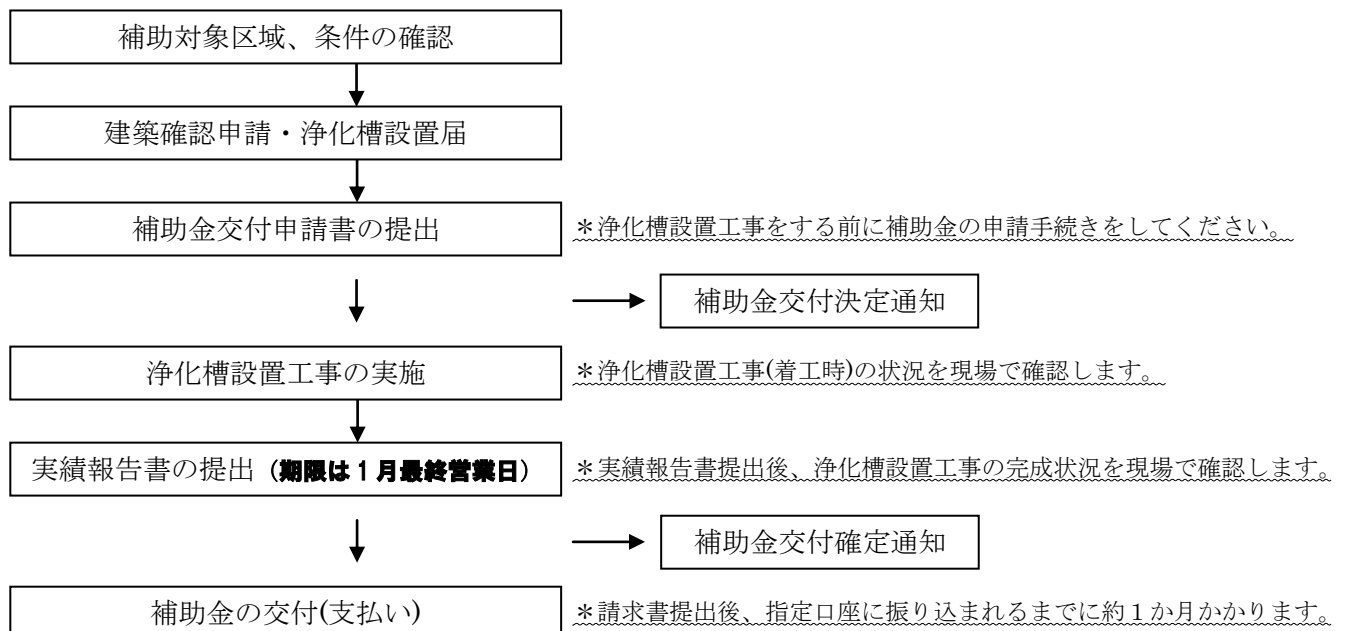 補助対象区域、条件の確認
建築確認申請・浄化槽設置届
補助金交付申請書の提出
＊浄化槽設置工事をする前に補助金の申請手続きをしてください。
補助金交付決定通知
浄化槽設置工事の実施
＊浄化槽設置工事(着工時)の状況を現場で確認します。
実績報告書の提出（期限は１月最終営業日）
＊実績報告書提出後、浄化槽設置工事の完成状況を現場で確認します。
補助金交付確定通知
補助金の交付(支払い)
＊請求書提出後、指定口座に振り込まれるまでに約１か月かかります。